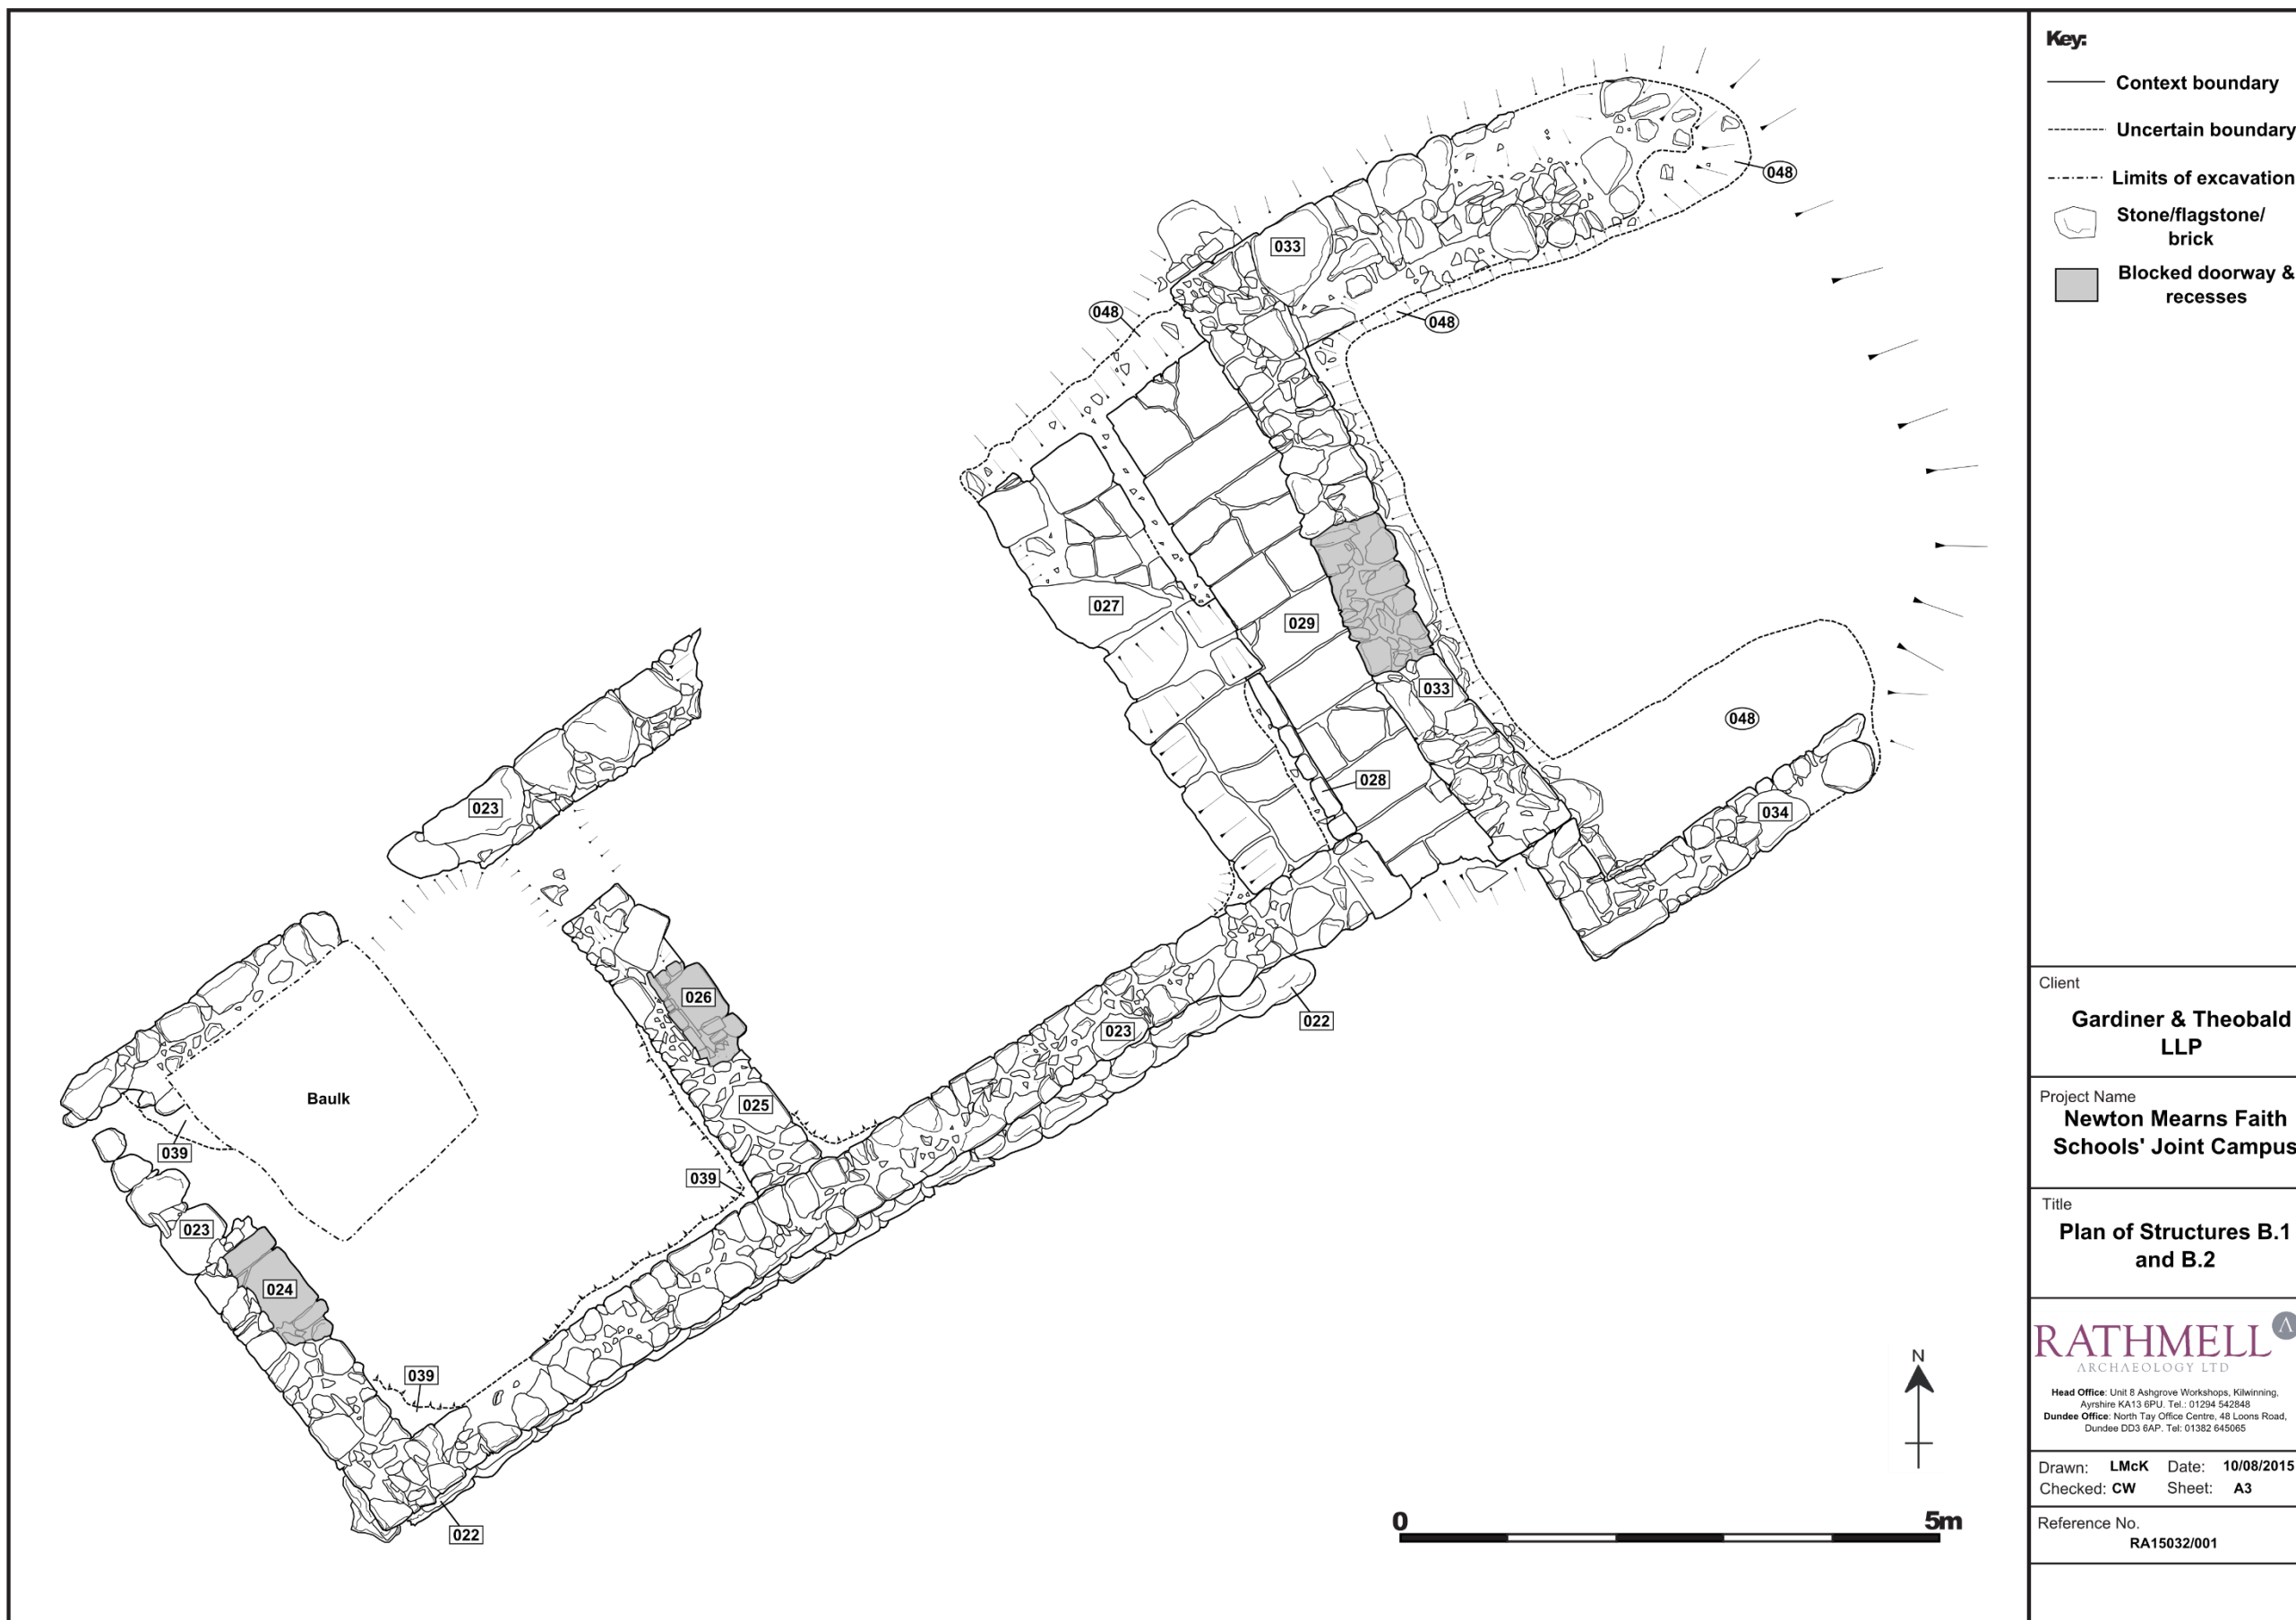 048
033
048
048
027
029
033
048
028
034
023
026
022
023
025
Baulk
039
039
023
024
039
022
N
0 5m
Key:
Context boundary
Uncertain boundary
Limits of excavation
Stone/flagstone/
brick
Blocked doorway &
recesses
Client
Gardiner & Theobald
LLP
Project Name
Newton Mearns Faith
Schools' Joint Campus
Title
Plan of Structures B.1
and B.2
RATHMELL
ARCHAEOLOGY LTD
Head Office: Unit 8 Ashgrove Workshops, Kilwinning,
Ayrshire KA13 6PU. Tel.: 01294 542848
Dundee Office: North Tay Office Centre, 48 Loons Road,
Dundee DD3 6AP. Tel: 01382 645065
Drawn: LMcK Date: 10/08/2015
Checked: CW Sheet: A3
Reference No.
RA15032/001